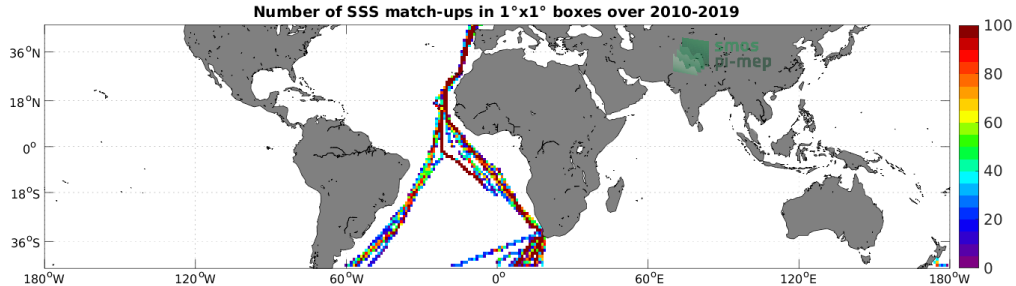 Number of SSS match-ups in 1°x1° boxes over 2010-2019
36°N
18°N
0°
18°S
36°S
180°W
120°W
60°W
0°
60°E
120°E
180°W
100
80
60
40
20
0
smos
pi-mep